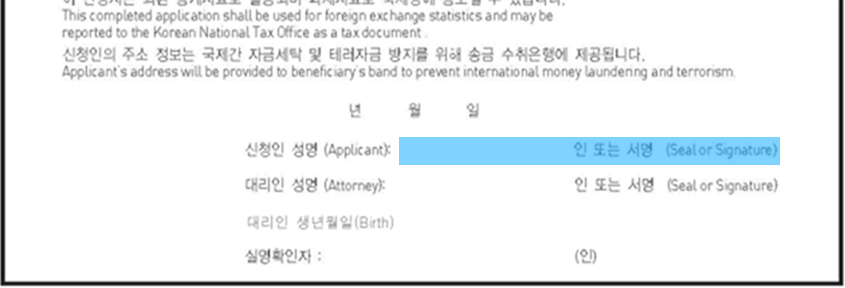 This completed application shall be used for foreign exchange statistics and may be
reported to the Korean National Tax Office as a tax document .
신청인의 주소 정보는 국제간 자금세탁 및 테러자금 방지를 위해 송금 수취은행에 제공됩니다.
Applicant's address will be provided to beneficiary's band to prevent international money laundering and terrorism.
년 월 일
신청인 성명 (Applicant): 인 또는 서명 (Seal or Signature)
대리인 성명 (Attorney): 인 또는 서명 (Seal or Signature)
대리인 생년월일(Birth)
실명확인자 : (인)